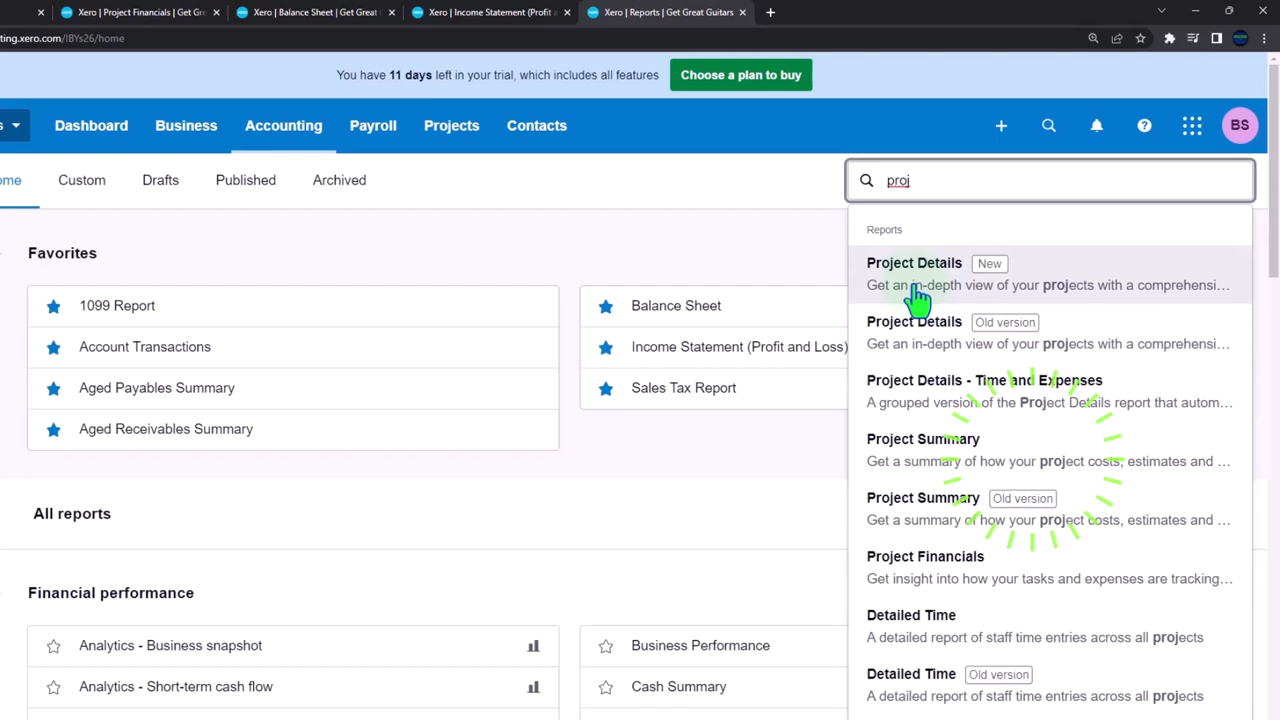 Xero | Project Financials | Get Gr
Xero | Balance Sheet | Get Great
Xero | Income Statement (Profit a
Xero | Reports | Get Great Guitars
ting.xero.com/!BYs26/home
You have 11 days left in your trial, which includes all features
Choose a plan to buy
s
Dashboard
Business
Accounting
Payroll
Projects
Contacts
BS
ome
Custom
Drafts
Published
Archived
proj
Favorites
1099 Report
Account Transactions
Aged Payables Summary
Aged Receivables Summary
Balance Sheet
Income Statement (Profit and Loss)
Sales Tax Report
All reports
Financial performance
Analytics - Business snapshot
Analytics - Short-term cash flow
Business Performance
Cash Summary
Reports
Project Details New
Get an in-depth view of your projects with a comprehensi...
Project Details Old version
Get an in-depth view of your projects with a comprehensi...
Project Details - Time and Expenses
A grouped version of the Project Details report that autom...
Project Summary
Get a summary of how your project costs, estimates and ...
Project Summary Old version
Get a summary of how your project costs, estimates and ...
Project Financials
Get insight into how your tasks and expenses are tracking...
Detailed Time
A detailed report of staff time entries across all projects
Detailed Time Old version
A detailed report of staff time entries across all projects